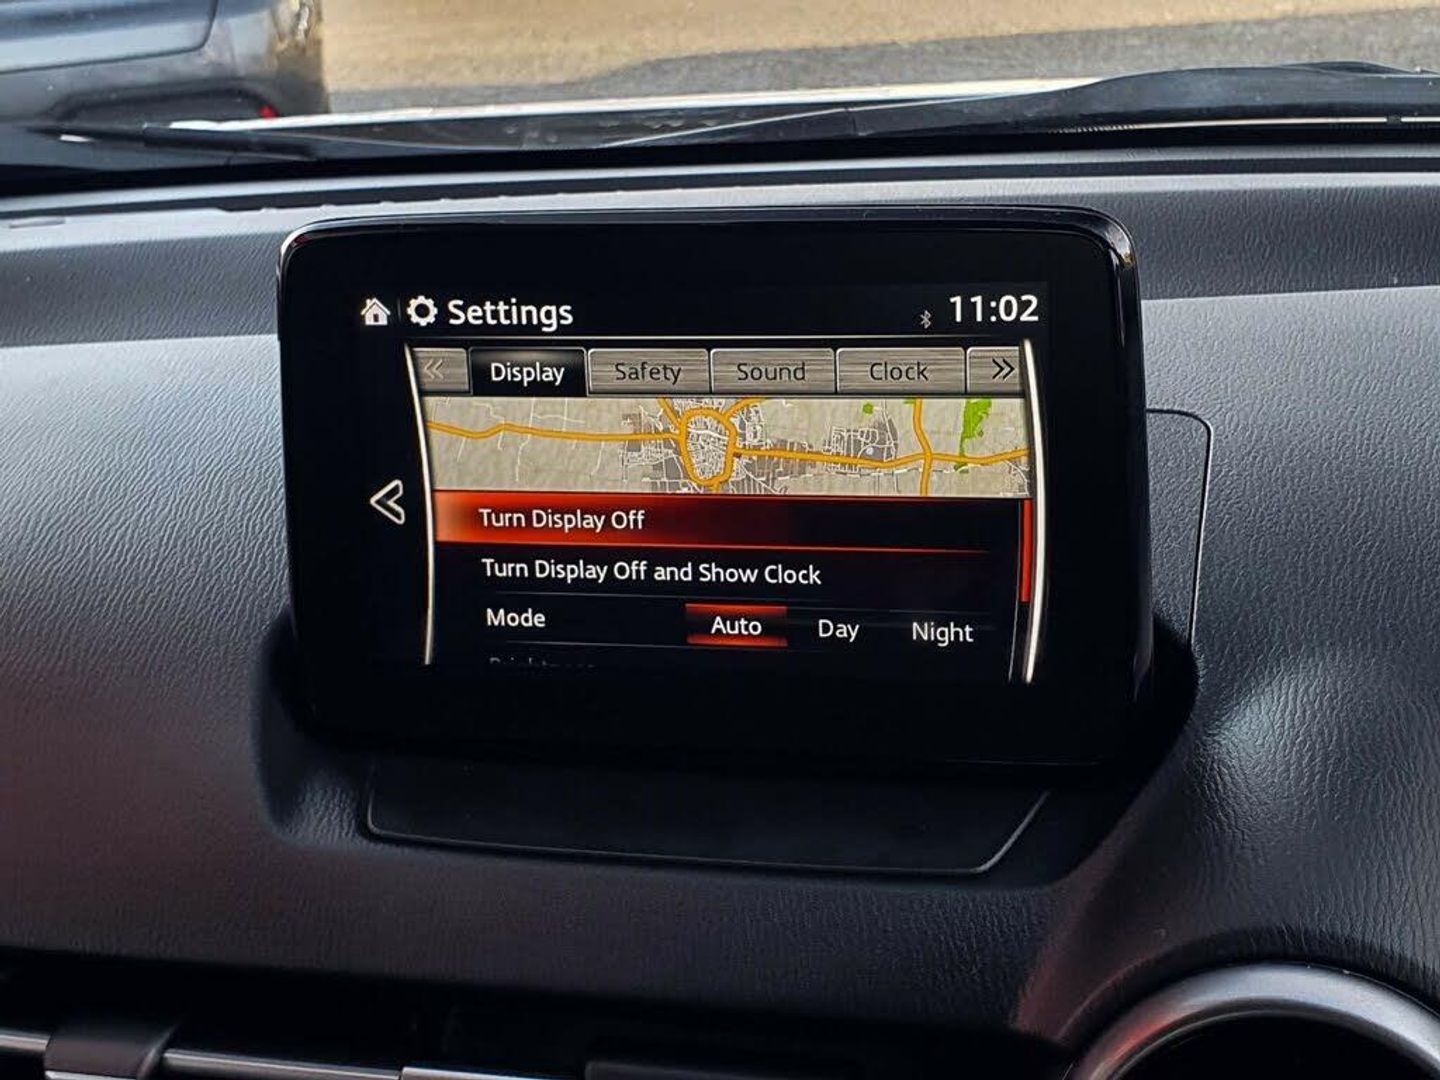 Settings 11:02
Display Safety Sound Clock
Turn Display Off
Turn Display Off and Show Clock
Mode Auto Day Night